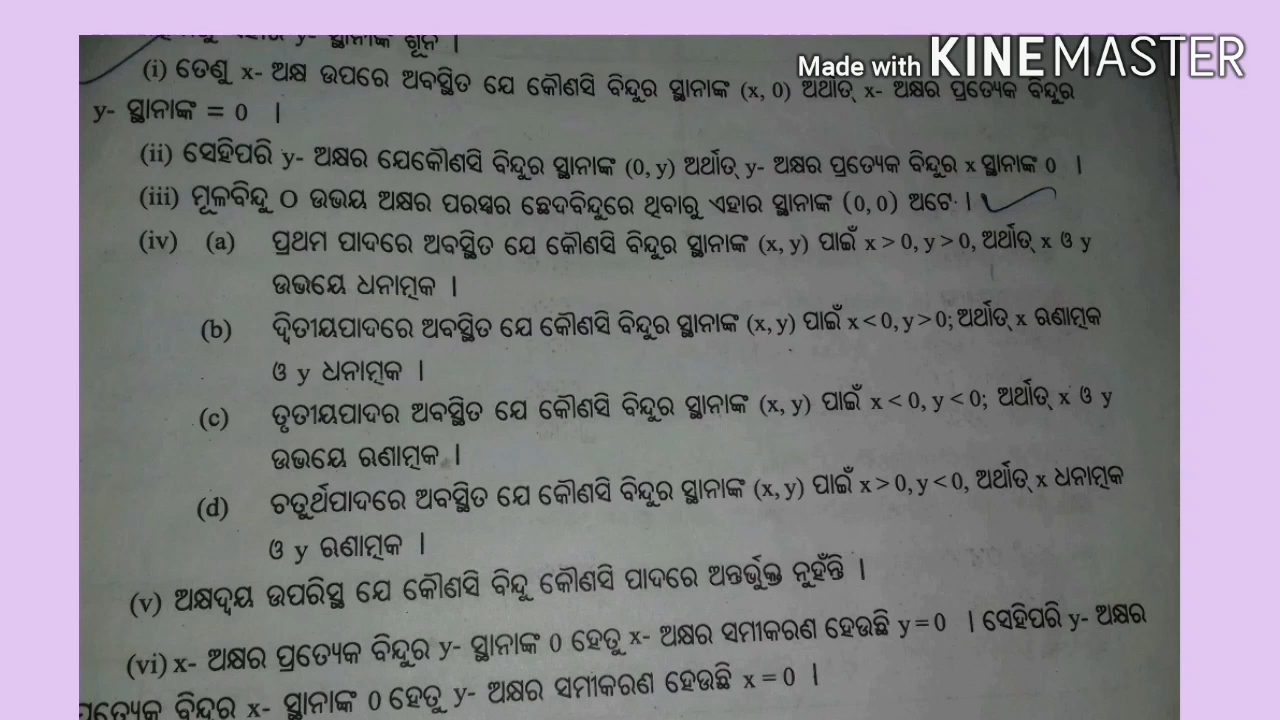 Made with KINEMASTER
y- ସ୍ଥାନାଙ୍କ ଶୂନ ।
(i) ତେଣୁ x- ଅକ୍ଷ ଉପରେ ଅବସ୍ଥିତ ଯେ କୌଣସି ବିନ୍ଦୁର ସ୍ଥାନାଙ୍କ (x, 0) ଅର୍ଥାତ୍ x- ଅକ୍ଷର ପ୍ରତ୍ୟେକ ବିନ୍ଦୁର
y- ସ୍ଥାନାଙ୍କ = 0 ।
(ii) ସେହିପରି y- ଅକ୍ଷର ଯେକୌଣସି ବିନ୍ଦୁର ସ୍ଥାନାଙ୍କ (0, y) ଅର୍ଥାତ୍ y- ଅକ୍ଷର ପ୍ରତ୍ୟେକ ବିନ୍ଦୁର x ସ୍ଥାନାଙ୍କ 0 ।
(iii) ମୂଳବିନ୍ଦୁ O ଉଭୟ ଅକ୍ଷର ପରସ୍ପର ଛେଦବିନ୍ଦୁରେ ଥିବାରୁ ଏହାର ସ୍ଥାନାଙ୍କ (0, 0) ଅଟେ ।
(iv) (a) ପ୍ରଥମ ପାଦରେ ଅବସ୍ଥିତ ଯେ କୌଣସି ବିନ୍ଦୁର ସ୍ଥାନାଙ୍କ (x, y) ପାଇଁ x > 0, y > 0, ଅର୍ଥାତ୍ x ଓ y
ଉଭୟେ ଧନାତ୍ମକ ।
(b) ଦ୍ୱିତୀୟପାଦରେ ଅବସ୍ଥିତ ଯେ କୌଣସି ବିନ୍ଦୁର ସ୍ଥାନାଙ୍କ (x, y) ପାଇଁ x < 0, y > 0; ଅର୍ଥାତ୍ x ଋଣାତ୍ମକ
ଓ y ଧନାତ୍ମକ ।
(c) ତୃତୀୟପାଦର ଅବସ୍ଥିତ ଯେ କୌଣସି ବିନ୍ଦୁର ସ୍ଥାନାଙ୍କ (x, y) ପାଇଁ x < 0, y < 0; ଅର୍ଥାତ୍ x ଓ y
ଉଭୟେ ଋଣାତ୍ମକ ।
(d) ଚତୁର୍ଥପାଦରେ ଅବସ୍ଥିତ ଯେ କୌଣସି ବିନ୍ଦୁର ସ୍ଥାନାଙ୍କ (x, y) ପାଇଁ x > 0, y < 0, ଅର୍ଥାତ୍ x ଧନାତ୍ମକ
ଓ y ଋଣାତ୍ମକ ।
(v) ଅକ୍ଷଦ୍ୱୟ ଉପରିସ୍ଥ ଯେ କୌଣସି ବିନ୍ଦୁ କୌଣସି ପାଦରେ ଅନ୍ତର୍ଭୁକ୍ତ ନୁହଁନ୍ତି ।
(vi) x- ଅକ୍ଷର ପ୍ରତ୍ୟେକ ବିନ୍ଦୁର y- ସ୍ଥାନାଙ୍କ 0 ହେତୁ x- ଅକ୍ଷର ସମୀକରଣ ହେଉଛି y = 0 । ସେହିପରି y- ଅକ୍ଷର
ପ୍ରତ୍ୟେକ ବିନ୍ଦୁର x- ସ୍ଥାନାଙ୍କ 0 ହେତୁ y- ଅକ୍ଷର ସମୀକରଣ ହେଉଛି x = 0 ।